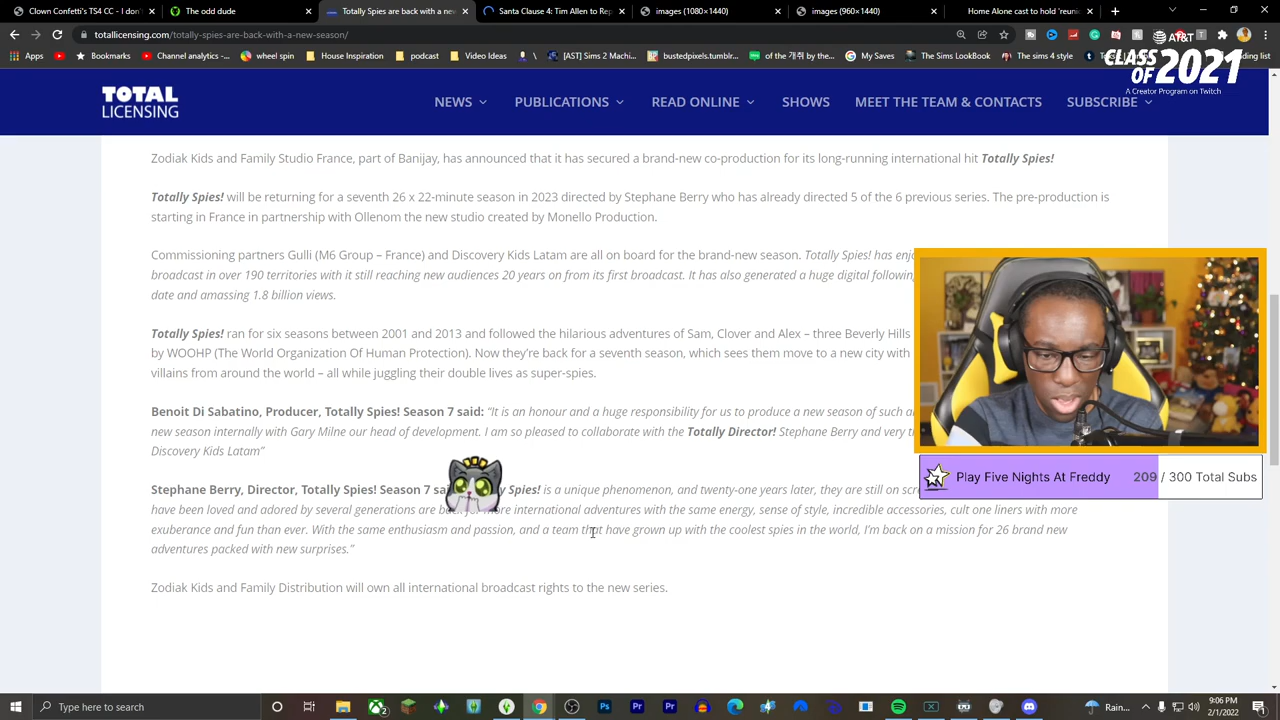 Clown Confetti's TS4 CC - Clow
Zodd default
Totally Spies are back with a new
Santa Clause 4: Tim Allen To Rep
images (1080×1440)
images (960×1440)
Home Alone cast to hold 'reuni
totallicensing.com/totally-spies-are-back-with-a-new-season/
AT&T
Beauty for threads
Channel analytics -...
wheel spin
House Inspiration
podcast
Video Ideas
[AST] Sims 2 Machi...
bustedpixels.tumblr...
My Saves
The Sims LookBook
The sims 4 style
CLASS
OF 2021
A Creator Program on Twitch
TOTAL
LICENSING
NEWS
PUBLICATIONS
READ ONLINE
SHOWS
MEET THE TEAM & CONTACTS
SUBSCRIBE
Zodiak Kids and Family Studio France, part of Banijay, has announced that it has secured a brand-new co-production for its long-running international hit Totally Spies!
Totally Spies! will be returning for a seventh 26 x 22-minute season in 2023 directed by Stephane Berry who has already directed 5 of the 6 previous series. The pre-production is
starting in France in partnership with Ollenom the new studio created by Monello Production.
Commissioning partners Gulli (M6 Group – France) and Discovery Kids Latam are all on board for the brand-new season. Totally Spies! has enj
broadcast in over 190 territories with it still reaching new audiences 20 years on from its first broadcast. It has also generated a huge digital following
date and amassing 1.8 billion views.
Totally Spies! ran for six seasons between 2001 and 2013 and followed the hilarious adventures of Sam, Clover and Alex – three Beverly Hills
by WOOHP (The World Organization Of Human Protection). Now they're back for a seventh season, which sees them move to a new city with
villains from around the world – all while juggling their double lives as super-spies.
Benoit Di Sabatino, Producer, Totally Spies! Season 7 said: "It is an honour and a huge responsibility for us to produce a new season of such a
new season internally with Gary Milne our head of development. I am so pleased to collaborate with the Totally Director! Stephane Berry and very
Discovery Kids Latam"
Stephane Berry, Director, Totally Spies! Season 7 sa Spies! is a unique phenomenon, and twenty-one years later, they are still on
have been loved and adored by several generations are more international adventures with the same energy, sense of style, incredible accessories, cult one liners with more
exuberance and fun than ever. With the same enthusiasm and passion, and a team that have grown up with the coolest spies in the world, I'm back on a mission for 26 brand new
adventures packed with new surprises."
Zodiak Kids and Family Distribution will own all international broadcast rights to the new series.
Play Five Nights At Freddy 209 / 300 Total Subs
Type here to search
Rain...
9:06 PM
2/1/2022